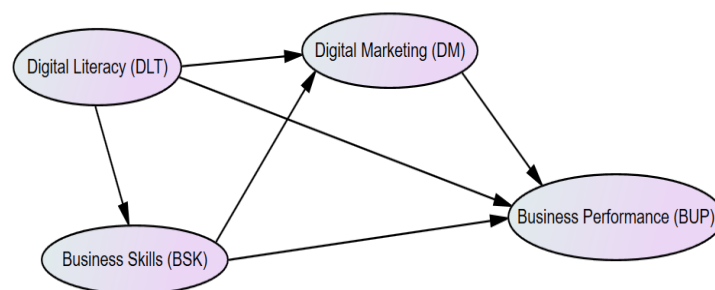 Digital Marketing (DM)
Digital Literacy (DLT)
Business Performance (BUP)
Business Skills (BSK)